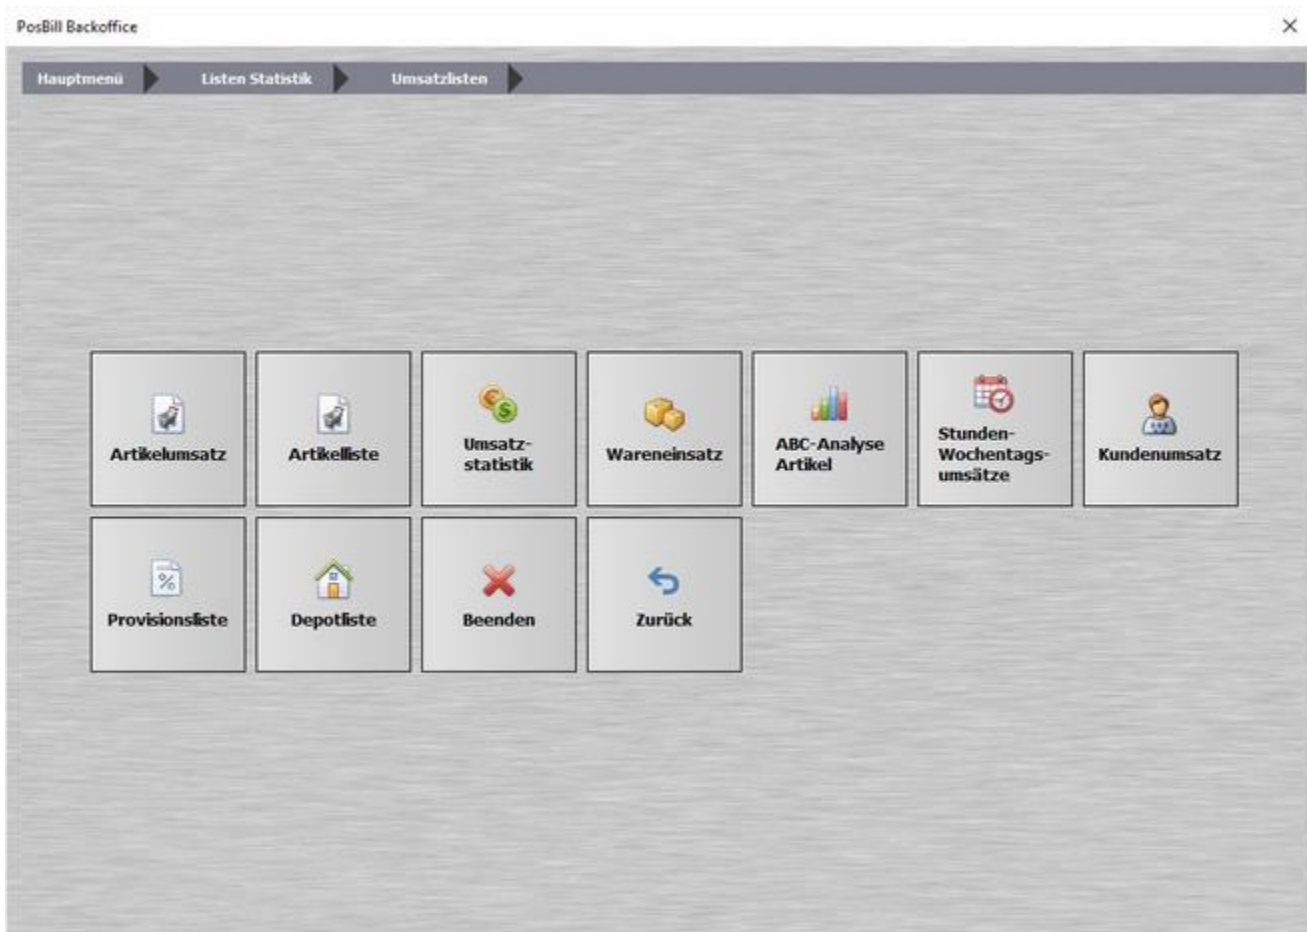 PosBill Backoffice
Hauptmenü
Listen Statistik
Umsatzlisten
Artikelumsatz
Artikelliste
Umsatz-
statistik
Wareneinsatz
ABC-Analyse
Artikel
Stunden-
Wochentags-
umsätze
Kundenumsatz
Provisionsliste
Depotliste
Beenden
Zurück